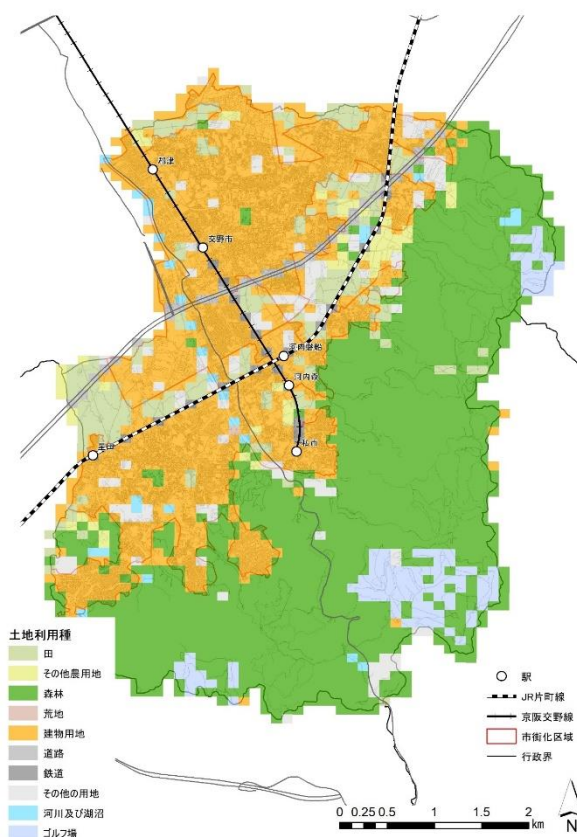 郡津
交野市
河内磐船
河内森
星田
私市
土地利用種
田
その他農用地
森林
荒地
建物用地
道路
鉄道
その他の用地
河川及び湖沼
ゴルフ場
駅
JR片町線
京阪交野線
市街化区域
行政界
0 0.25 0.5 1 1.5 2
km
N